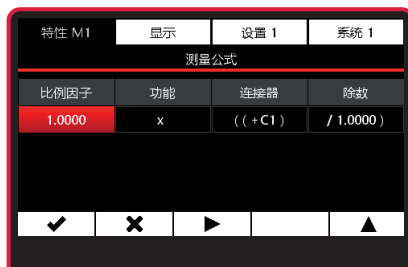 特性 M1 显示 设置 1 系统 1
测量公式
比例因子 功能 连接器 除数
1.0000 x ( ( +C1 ) / 1.0000 )